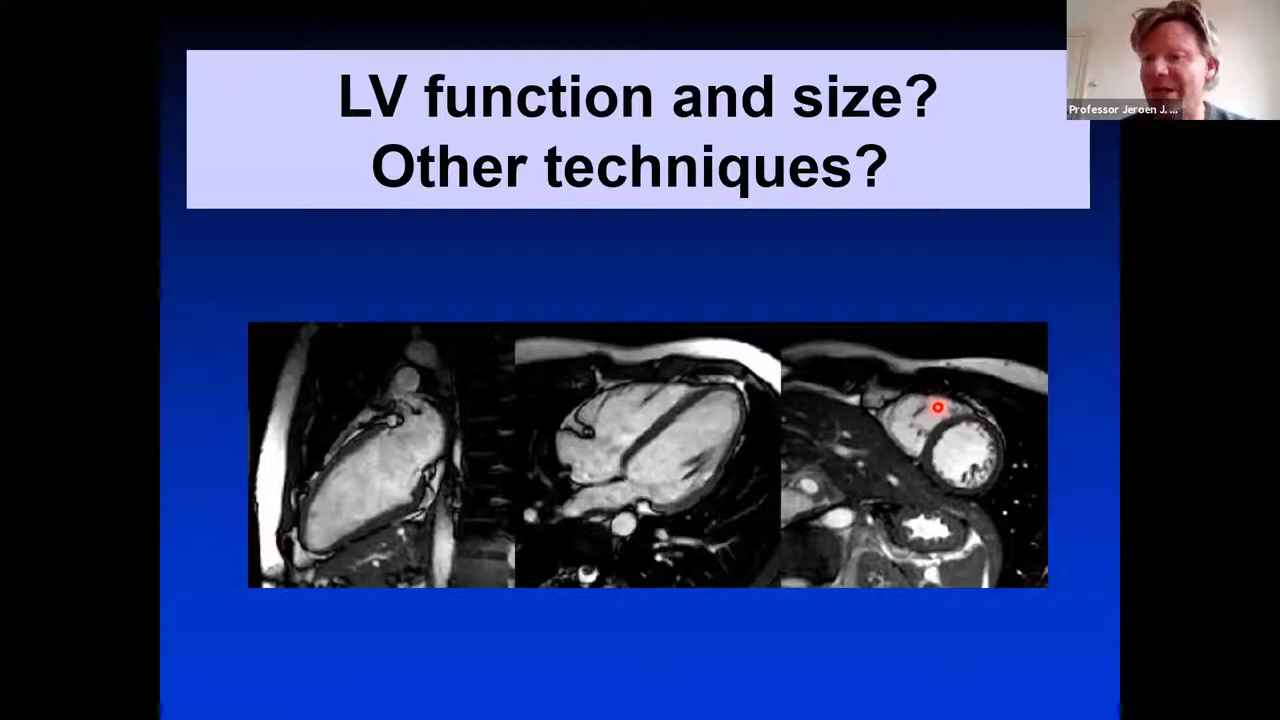 LV function and size?
Other techniques?
Professor Jeroen J. ...